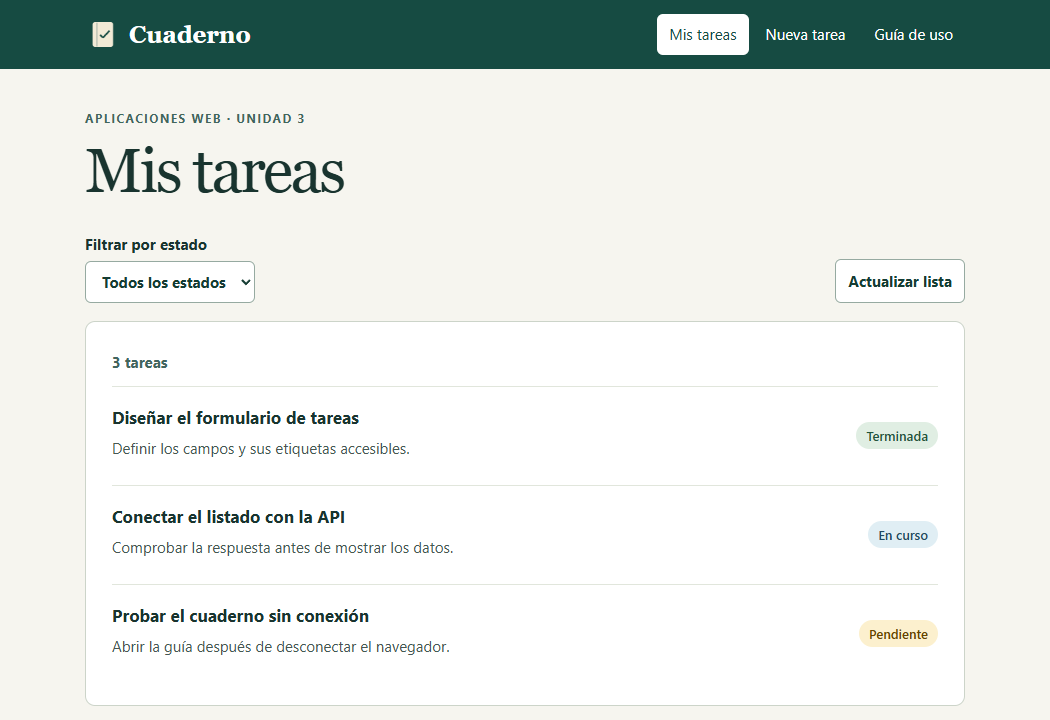 Cuaderno
Mis tareas
Nueva tarea
Guía de uso
APLICACIONES WEB · UNIDAD 3
Mis tareas
Filtrar por estado
Todos los estados
Actualizar lista
3 tareas
Diseñar el formulario de tareas
Definir los campos y sus etiquetas accesibles.
Terminada
Conectar el listado con la API
Comprobar la respuesta antes de mostrar los datos.
En curso
Probar el cuaderno sin conexión
Abrir la guía después de desconectar el navegador.
Pendiente